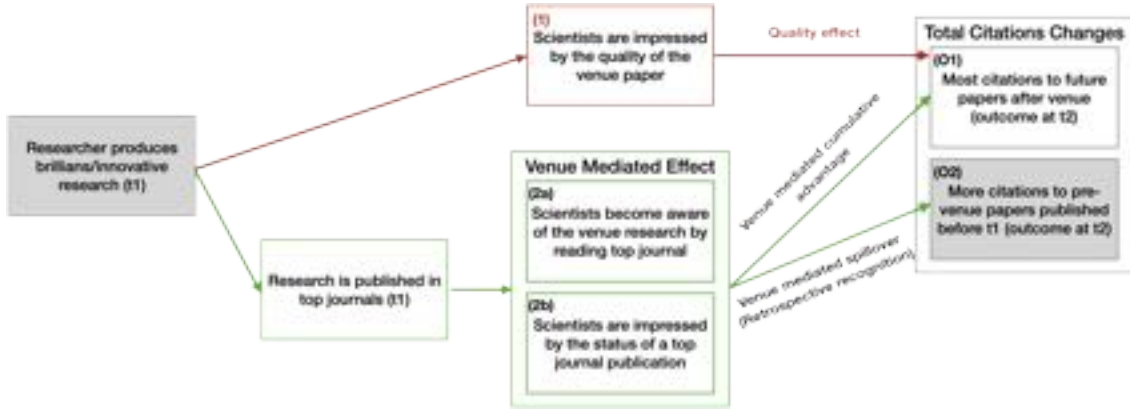 (1)
Scientists are impressed
by the quality of the
venue paper
Quality effect
Total Citations Changes
(O1)
Most citations to future
papers after venue
(outcome at t2)
Researcher produces
brillians/innovative
research (t1)
Venue Mediated Effect
(2a)
Scientists become aware
of the venue research by
reading top journal
Venue mediated cumulative
advantage
(O2)
More citations to pre-
venue papers published
before t1 (outcome at t2)
Research is published in
top journals (t1)
(2b)
Scientists are impressed
by the status of a top
journal publication
Venue mediated spillover
(Retrospective recognition)